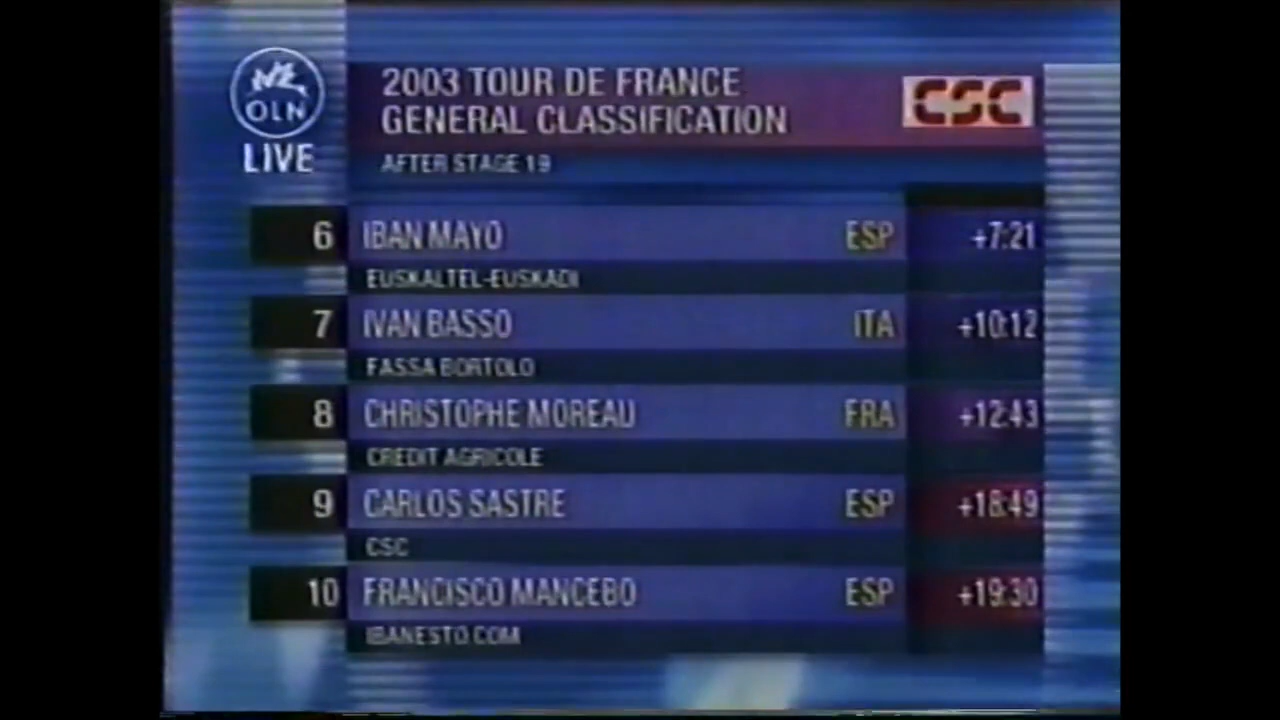 OLN
LIVE
2003 TOUR DE FRANCE
GENERAL CLASSIFICATION
CSC
AFTER STAGE 19
6 IBAN MAYO ESP +7:21
EUSKALTEL-EUSKADI
7 IVAN BASSO ITA +10:12
FASSA BORTOLO
8 CHRISTOPHE MOREAU FRA +12:43
CREDIT AGRICOLE
9 CARLOS SASTRE ESP +18:49
CSC
10 FRANCISCO MANCEBO ESP +19:30
IBANESTO.COM